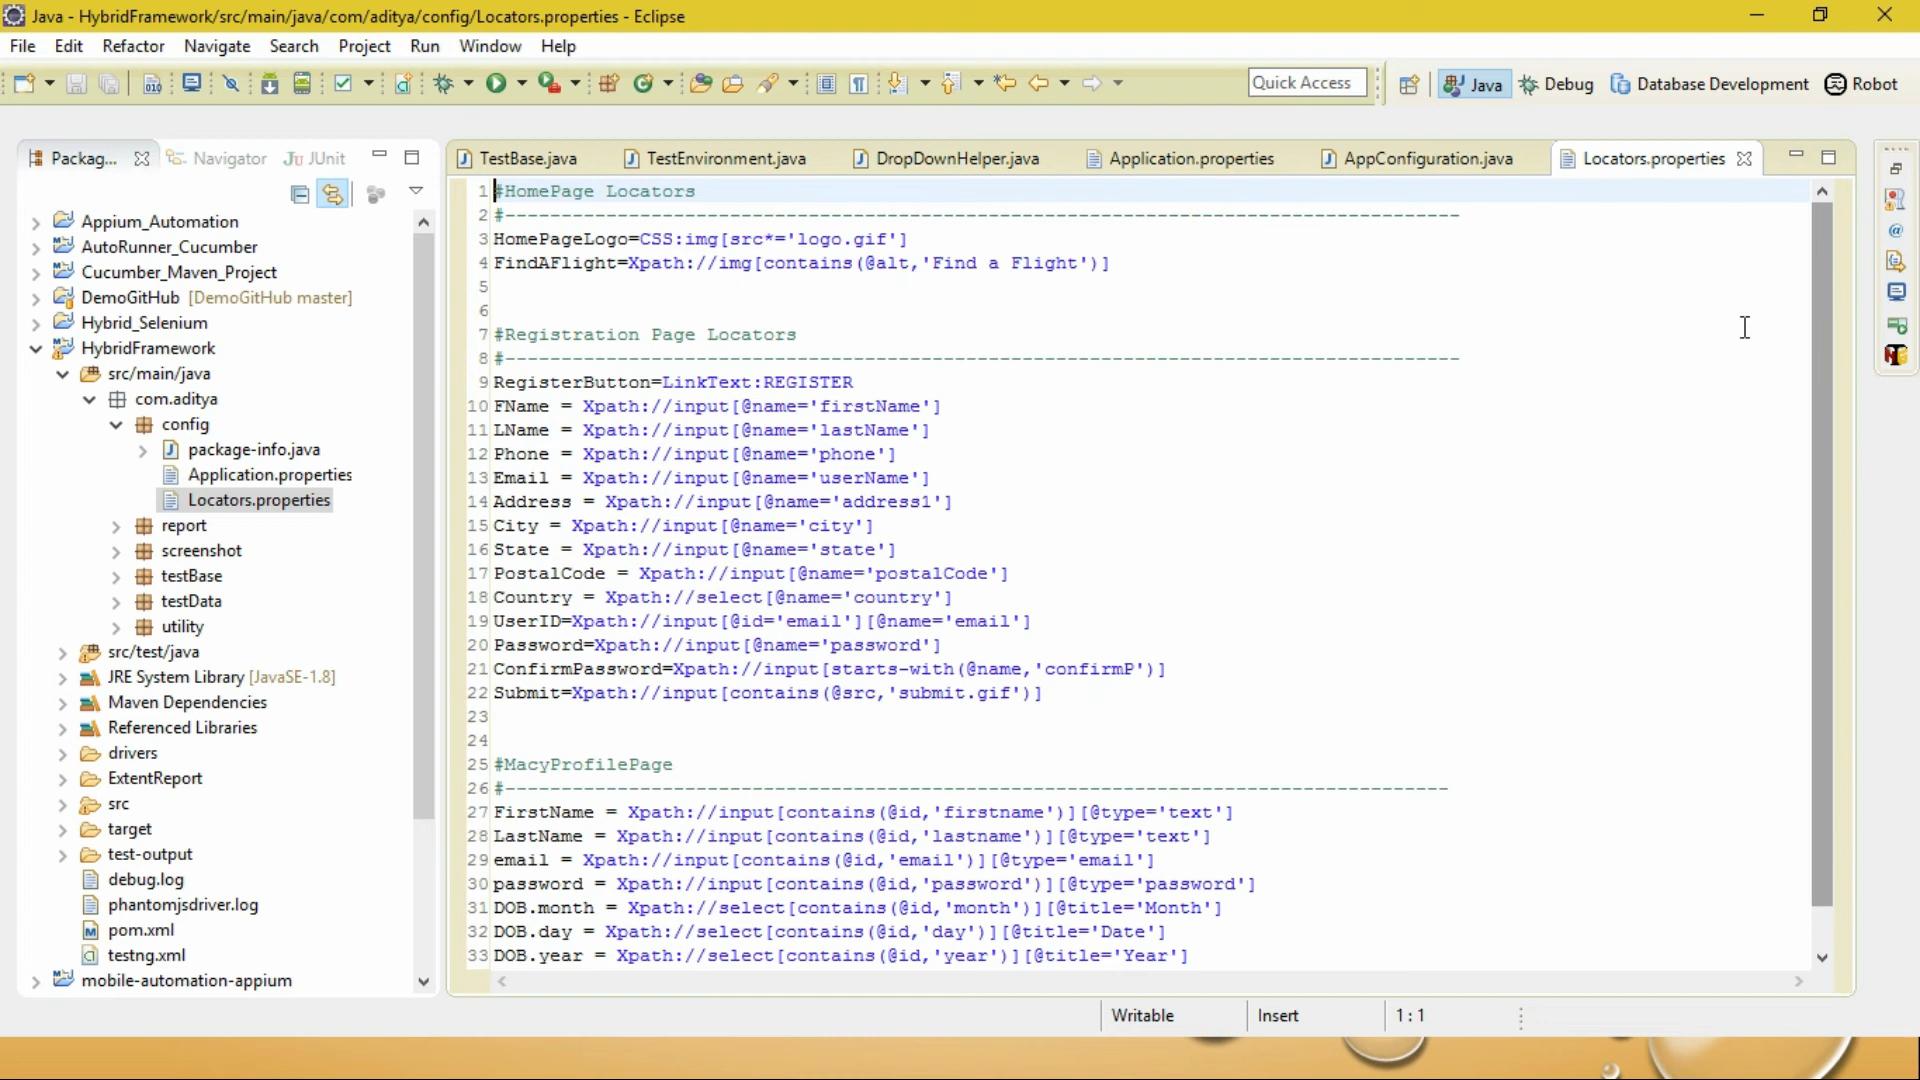 Java - HybridFramework/src/main/java/com/aditya/config/Locators.properties - Eclipse
File Edit Refactor Navigate Search Project Run Window Help
Quick Access
Java Debug Database Development Robot
Packag... Navigator JUnit
TestBase.java TestEnvironment.java DropDownHelper.java Application.properties AppConfiguration.java Locators.properties
Appium_Automation
AutoRunner_Cucumber
Cucumber_Maven_Project
DemoGitHub [DemoGitHub master]
Hybrid_Selenium
HybridFramework
src/main/java
com.aditya
config
package-info.java
Application.properties
Locators.properties
report
screenshot
testBase
testData
utility
src/test/java
JRE System Library [JavaSE-1.8]
Maven Dependencies
Referenced Libraries
drivers
ExtentReport
src
target
test-output
debug.log
phantomjsdriver.log
pom.xml
testng.xml
mobile-automation-appium
1 #HomePage Locators
2 #-------------------------------------------------------------------------------------
3 HomePageLogo=CSS:img[src*='logo.gif']
4 FindAFlight=Xpath://img[contains(@alt,'Find a Flight')]
5
6
7 #Registration Page Locators
8 #-------------------------------------------------------------------------------------
9 RegisterButton=LinkText:REGISTER
10 FName = Xpath://input[@name='firstName']
11 LName = Xpath://input[@name='lastName']
12 Phone = Xpath://input[@name='phone']
13 Email = Xpath://input[@name='userName']
14 Address = Xpath://input[@name='address1']
15 City = Xpath://input[@name='city']
16 State = Xpath://input[@name='state']
17 PostalCode = Xpath://input[@name='postalCode']
18 Country = Xpath://select[@name='country']
19 UserID=Xpath://input[@id='email'][@name='email']
20 Password=Xpath://input[@name='password']
21 ConfirmPassword=Xpath://input[starts-with(@name,'confirmP')]
22 Submit=Xpath://input[contains(@src,'submit.gif')]
23
24
25 #MacyProfilePage
26 #------------------------------------------------------------------------------------
27 FirstName = Xpath://input[contains(@id,'firstname')][@type='text']
28 LastName = Xpath://input[contains(@id,'lastname')][@type='text']
29 email = Xpath://input[contains(@id,'email')][@type='email']
30 password = Xpath://input[contains(@id,'password')][@type='password']
31 DOB.month = Xpath://select[contains(@id,'month')][@title='Month']
32 DOB.day = Xpath://select[contains(@id,'day')][@title='Date']
33 DOB.year = Xpath://select[contains(@id,'year')][@title='Year']
Writable Insert 1 : 1